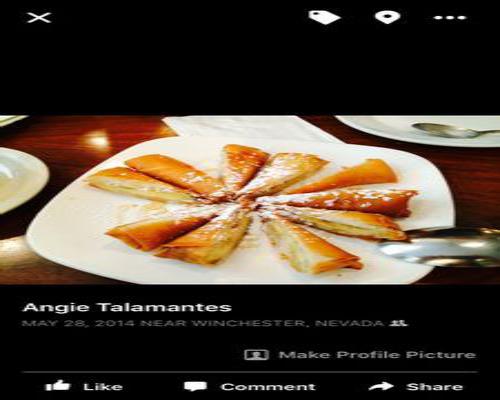 Angie Talamantes
MAY 28, 2014 NEAR WINCHESTER, NEVADA
Make Profile Picture
Like Comment Share